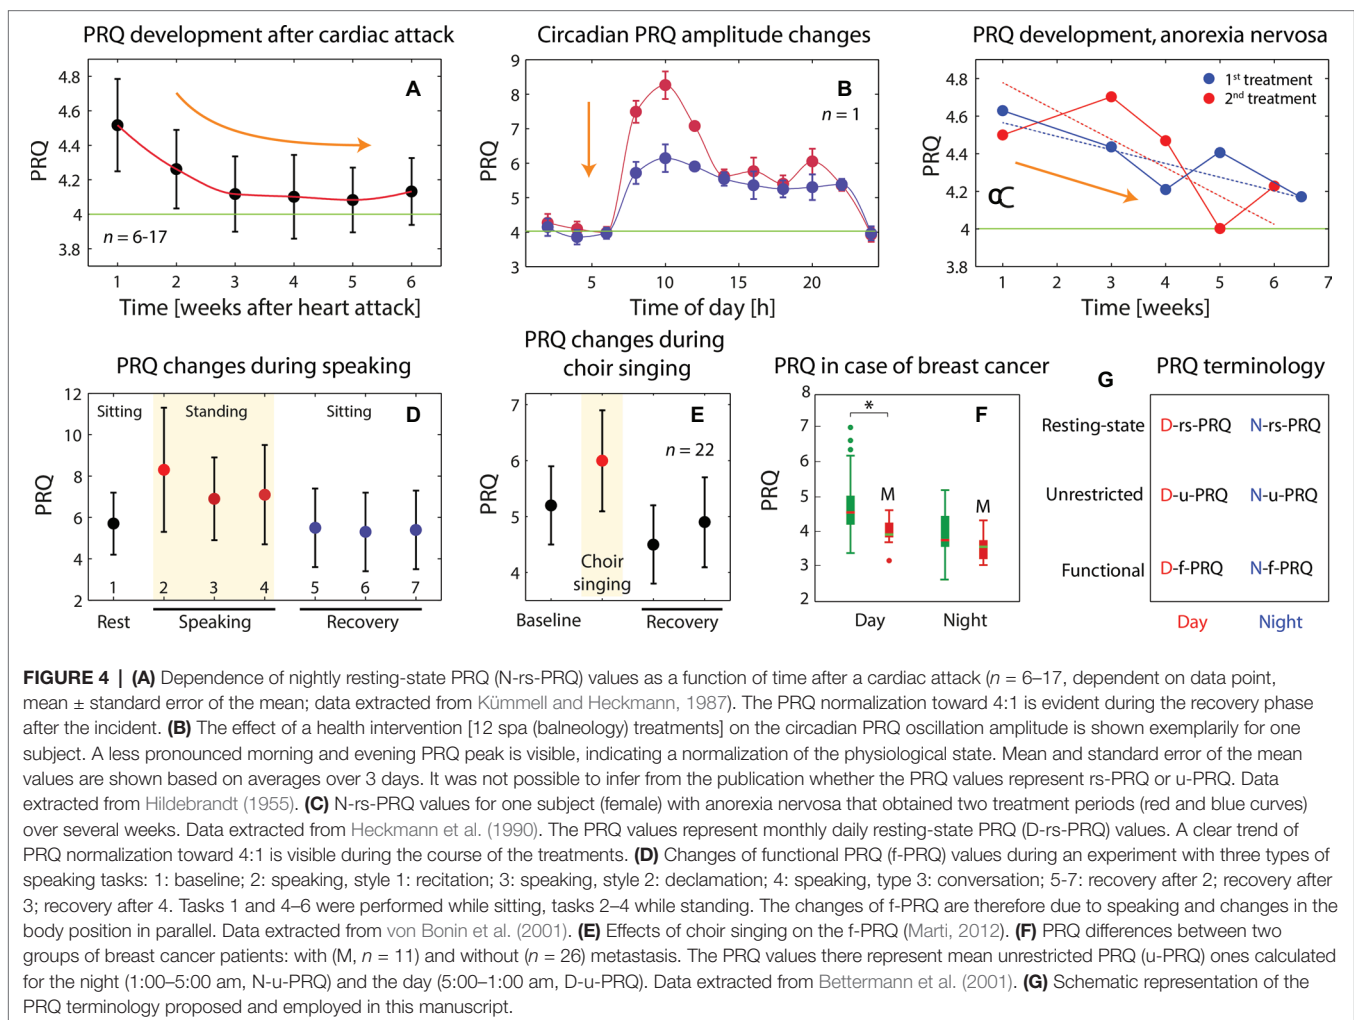 PRQ development after cardiac attack
4.8
4.6
4.4
4.2
4
3.8
PRQ
A
n = 6-17
1 2 3 4 5 6
Time [weeks after heart attack]
Circadian PRQ amplitude changes
9
8
7
6
5
4
3
PRQ
B
n = 1
5 10 15 20
Time of day [h]
PRQ development, anorexia nervosa
4.8
4.6
4.4
4.2
4
3.8
PRQ
1st treatment
2nd treatment
C
C
1 2 3 4 5 6 7
Time [weeks]
PRQ changes during speaking
12
10
8
6
4
2
PRQ
Sitting Standing Sitting
D
1 2 3 4 5 6 7
Rest Speaking Recovery
PRQ changes during
choir singing
7
6
5
4
PRQ
E
n = 22
Choir
singing
Baseline Recovery
PRQ in case of breast cancer
8
7
6
5
4
3
2
PRQ
*
F
M
M
Day Night
G
PRQ terminology
Resting-state D-rs-PRQ N-rs-PRQ
Unrestricted D-u-PRQ N-u-PRQ
Functional D-f-PRQ N-f-PRQ
Day Night
FIGURE 4 | (A) Dependence of nightly resting-state PRQ (N-rs-PRQ) values as a function of time after a cardiac attack (n = 6–17, dependent on data point,
mean ± standard error of the mean; data extracted from Kümmell and Heckmann, 1987). The PRQ normalization toward 4:1 is evident during the recovery phase
after the incident. (B) The effect of a health intervention [12 spa (balneology) treatments] on the circadian PRQ oscillation amplitude is shown exemplarily for one
subject. A less pronounced morning and evening PRQ peak is visible, indicating a normalization of the physiological state. Mean and standard error of the mean
values are shown based on averages over 3 days. It was not possible to infer from the publication whether the PRQ values represent rs-PRQ or u-PRQ. Data
extracted from Hildebrandt (1955). (C) N-rs-PRQ values for one subject (female) with anorexia nervosa that obtained two treatment periods (red and blue curves)
over several weeks. Data extracted from Heckmann et al. (1990). The PRQ values represent monthly daily resting-state PRQ (D-rs-PRQ) values. A clear trend of
PRQ normalization toward 4:1 is visible during the course of the treatments. (D) Changes of functional PRQ (f-PRQ) values during an experiment with three types of
speaking tasks: 1: baseline; 2: speaking, style 1: recitation; 3: speaking, style 2: declamation; 4: speaking, type 3: conversation; 5-7: recovery after 2; recovery after
3; recovery after 4. Tasks 1 and 4–6 were performed while sitting, tasks 2–4 while standing. The changes of f-PRQ are therefore due to speaking and changes in the
body position in parallel. Data extracted from von Bonin et al. (2001). (E) Effects of choir singing on the f-PRQ (Marti, 2012). (F) PRQ differences between two
groups of breast cancer patients: with (M, n = 11) and without (n = 26) metastasis. The PRQ values there represent mean unrestricted PRQ (u-PRQ) ones calculated
for the night (1:00–5:00 am, N-u-PRQ) and the day (5:00–1:00 am, D-u-PRQ). Data extracted from Bettermann et al. (2001). (G) Schematic representation of the
PRQ terminology proposed and employed in this manuscript.